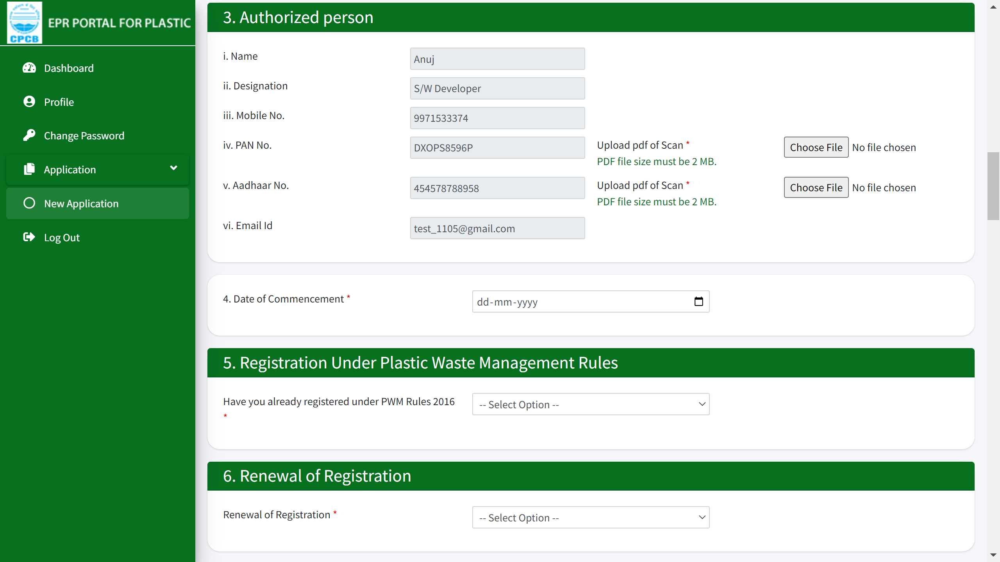 CPCB
EPR PORTAL FOR PLASTIC
Dashboard
Profile
Change Password
Application
New Application
Log Out
3. Authorized person
i. Name
Anuj
ii. Designation
S/W Developer
iii. Mobile No.
9971533374
iv. PAN No.
DXOPS8596P
Upload pdf of Scan *
PDF file size must be 2 MB.
Choose File No file chosen
v. Aadhaar No.
454578788958
Upload pdf of Scan *
PDF file size must be 2 MB.
Choose File No file chosen
vi. Email Id
test_1105@gmail.com
4. Date of Commencement *
dd-mm-yyyy
5. Registration Under Plastic Waste Management Rules
Have you already registered under PWM Rules 2016
*
-- Select Option --
6. Renewal of Registration
Renewal of Registration *
-- Select Option --